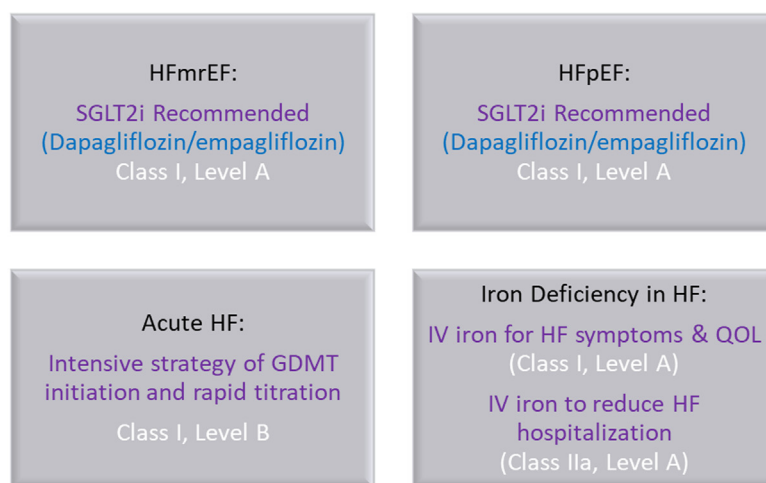 HFmrEF:
SGLT2i Recommended
(Dapagliflozin/empagliflozin)
Class I, Level A
HFpEF:
SGLT2i Recommended
(Dapagliflozin/empagliflozin)
Class I, Level A
Acute HF:
Intensive strategy of GDMT
initiation and rapid titration
Class I, Level B
Iron Deficiency in HF:
IV iron for HF symptoms & QOL
(Class I, Level A)
IV iron to reduce HF
hospitalization
(Class IIa, Level A)